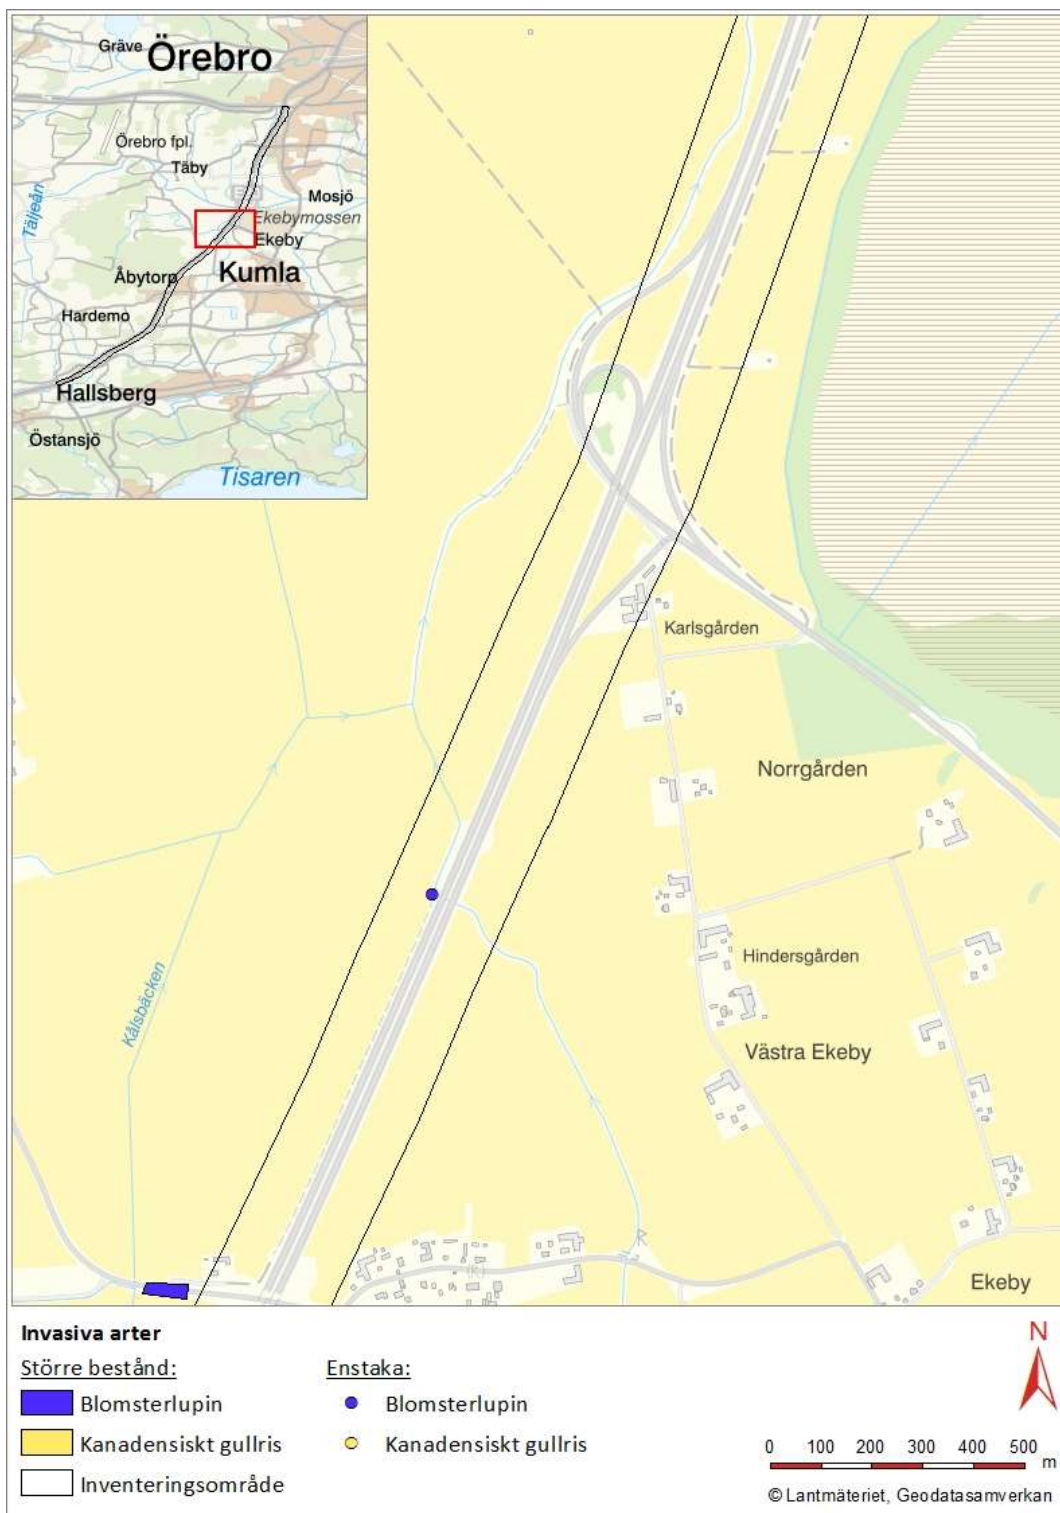 Gräve
Örebro
Örebro fpl.
Täby
Täljeån
Mosjö
Ekebymossen
Ekeby
Åbytorp
Kumla
Hardemo
Hallsberg
Östansjö
Tisaren
Karlsgården
Norrgården
Hindersgården
Kålsbäcken
Västra Ekeby
R
(K)
Ekeby
Invasiva arter
N
Större bestånd:
Enstaka:
Blomsterlupin
Blomsterlupin
Kanadensiskt gullris
Kanadensiskt gullris
Inventeringsområde
0 100 200 300 400 500
m
© Lantmäteriet, Geodatasamverkan